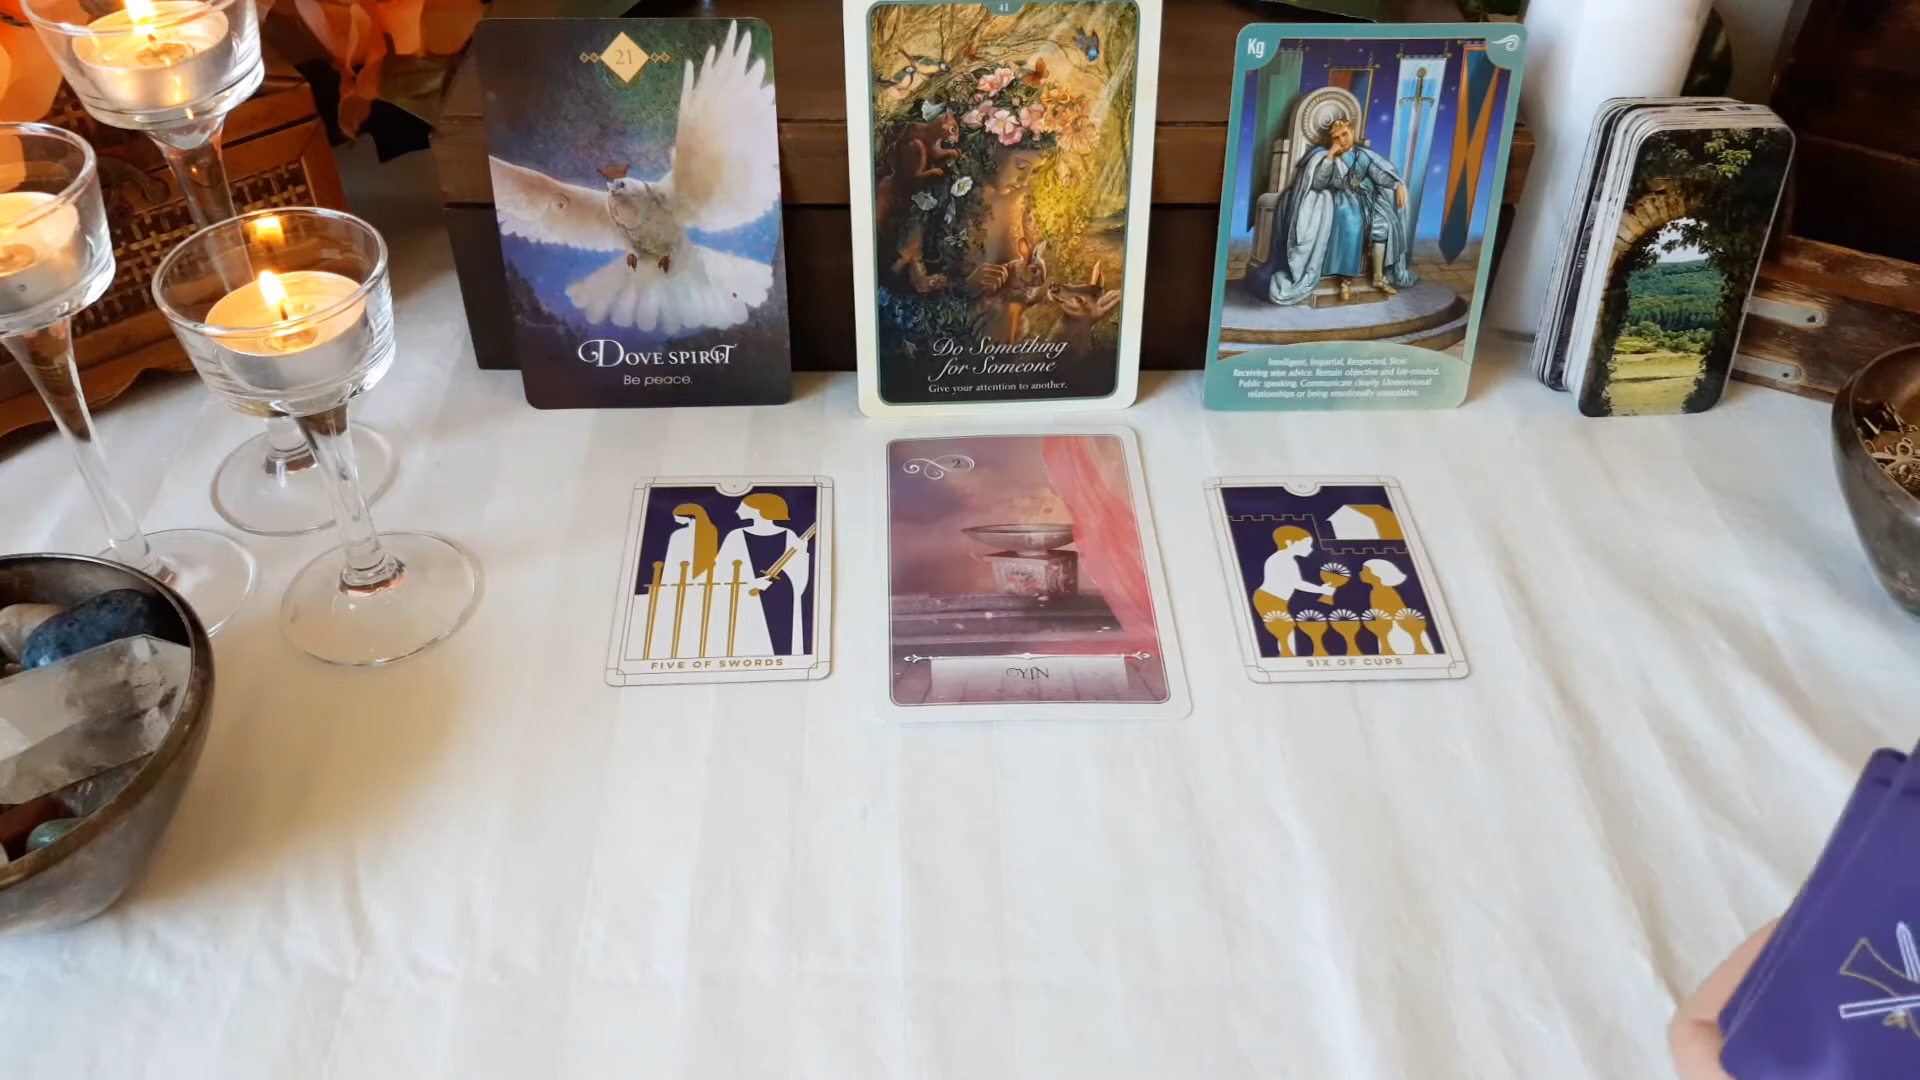 21
DOVE SPIRIT
Be peace.
41
Do Something
for Someone
Give your attention to another.
Kg
Intelligent, Impartial, Respected, Stoic
Receiving wise advice. Remain objective and fair-minded.
Public speaking. Communicate clearly. Unemotional
relationships or being emotionally unavailable.
V
FIVE OF SWORDS
2
YIN
VI
SIX OF CUPS